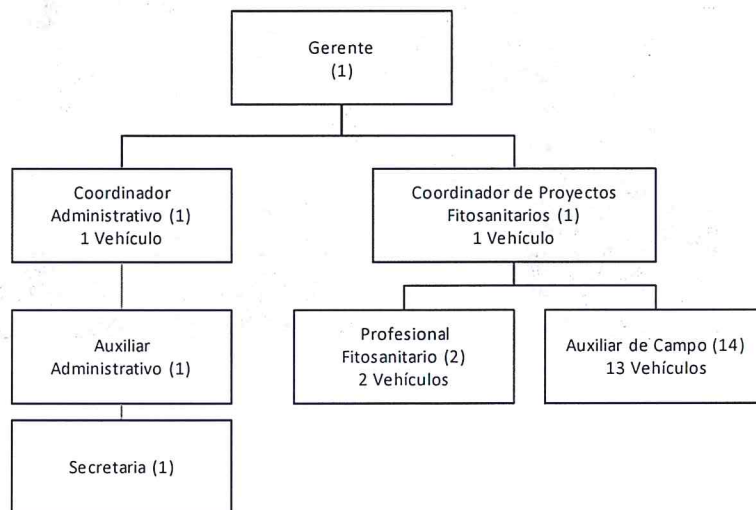 Gerente
(1)
Coordinador
Administrativo (1)
1 Vehículo
Coordinador de Proyectos
Fitosanitarios (1)
1 Vehículo
Auxiliar
Administrativo (1)
Profesional
Fitosanitario (2)
2 Vehículos
Auxiliar de Campo (14)
13 Vehículos
Secretaria (1)